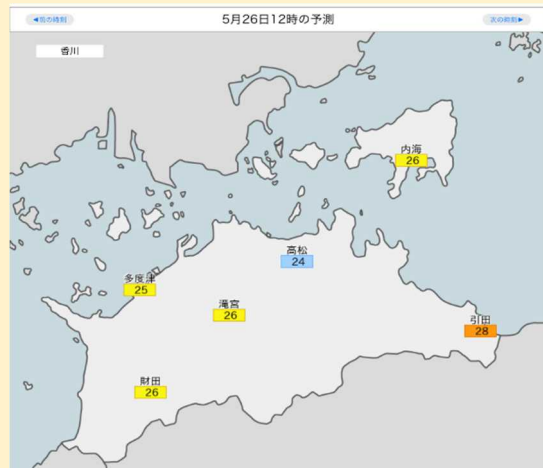 ◀前の時刻
5月26日12時の予測
次の時刻▶
香川
内海
26
高松
24
多度津
25
滝宮
26
引田
28
財田
26